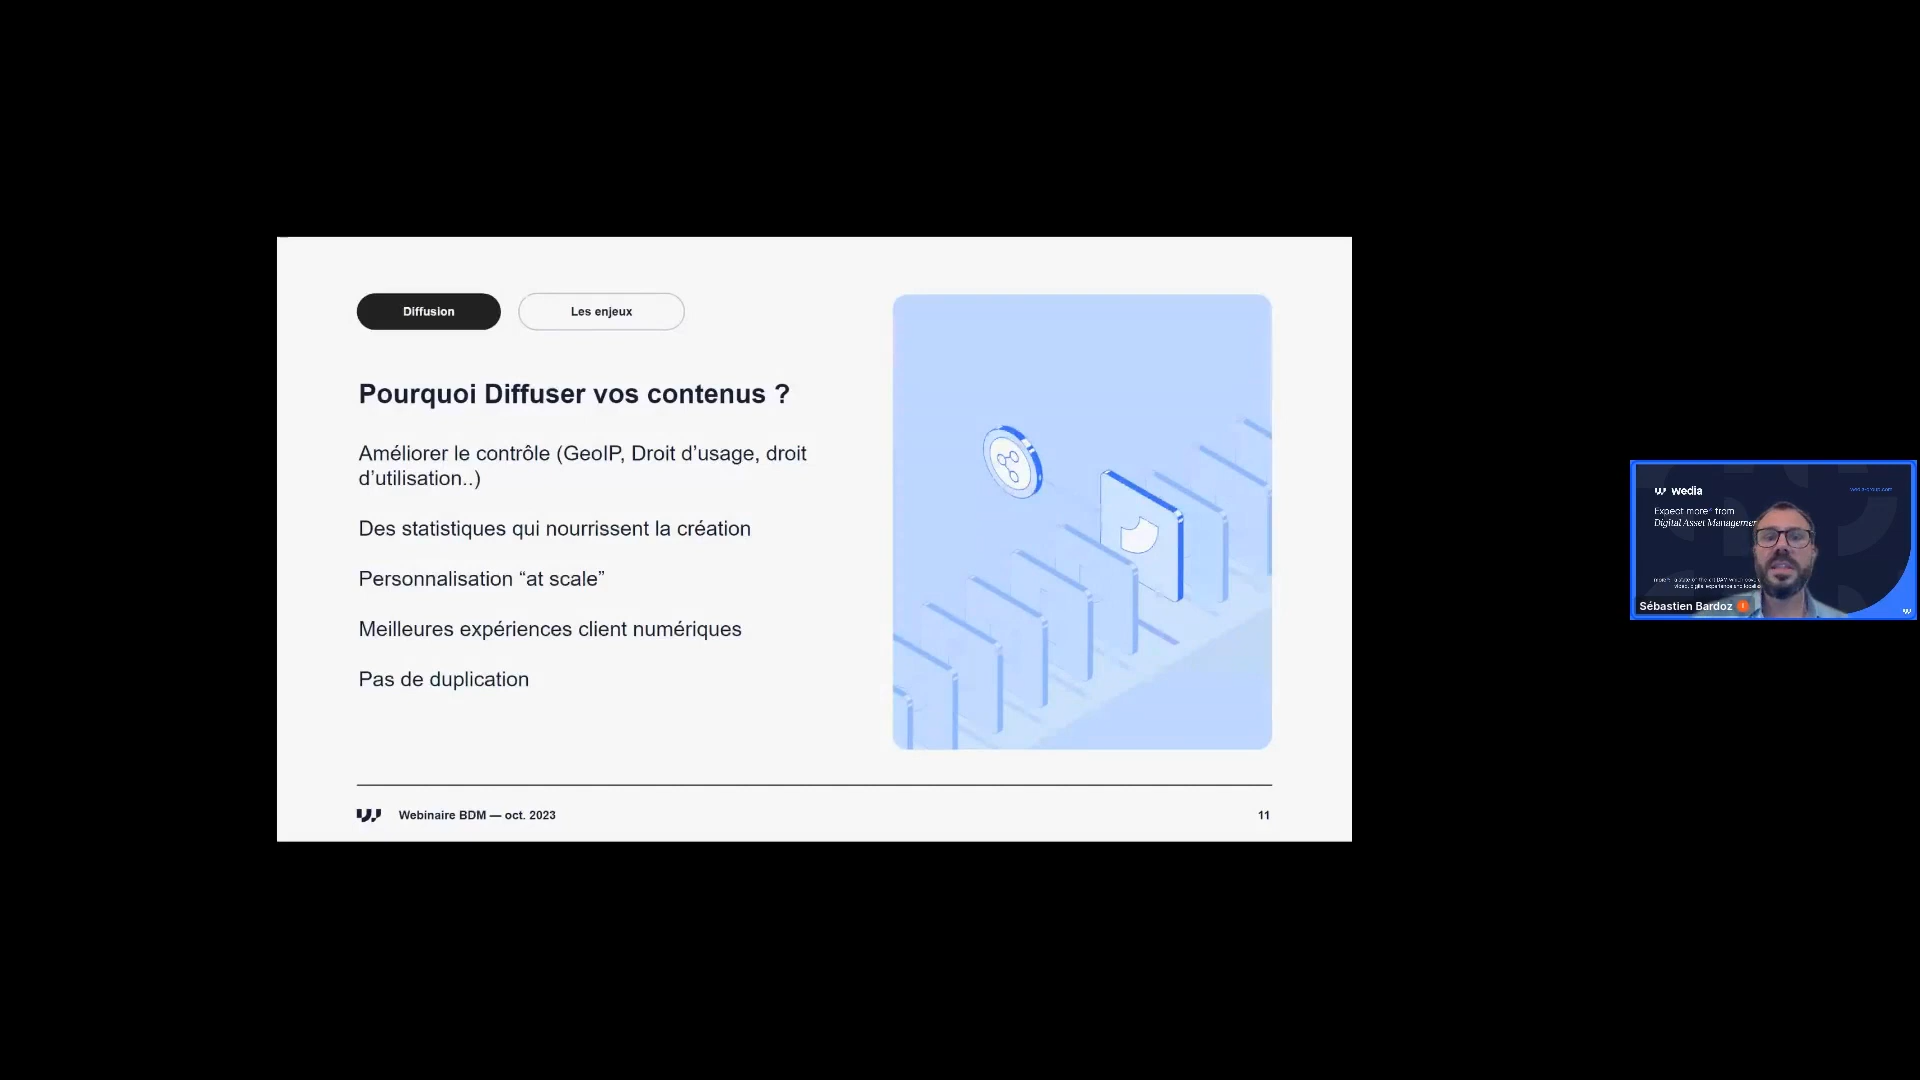 Diffusion
Les enjeux
Pourquoi Diffuser vos contenus ?
Améliorer le contrôle (GeoIP, Droit d’usage, droit
d’utilisation..)
Des statistiques qui nourrissent la création
Personnalisation “at scale”
Meilleures expériences client numériques
Pas de duplication
Webinaire BDM — oct. 2023
11
wedia
Expect more from
Digital Asset
Sébastien Bardoz